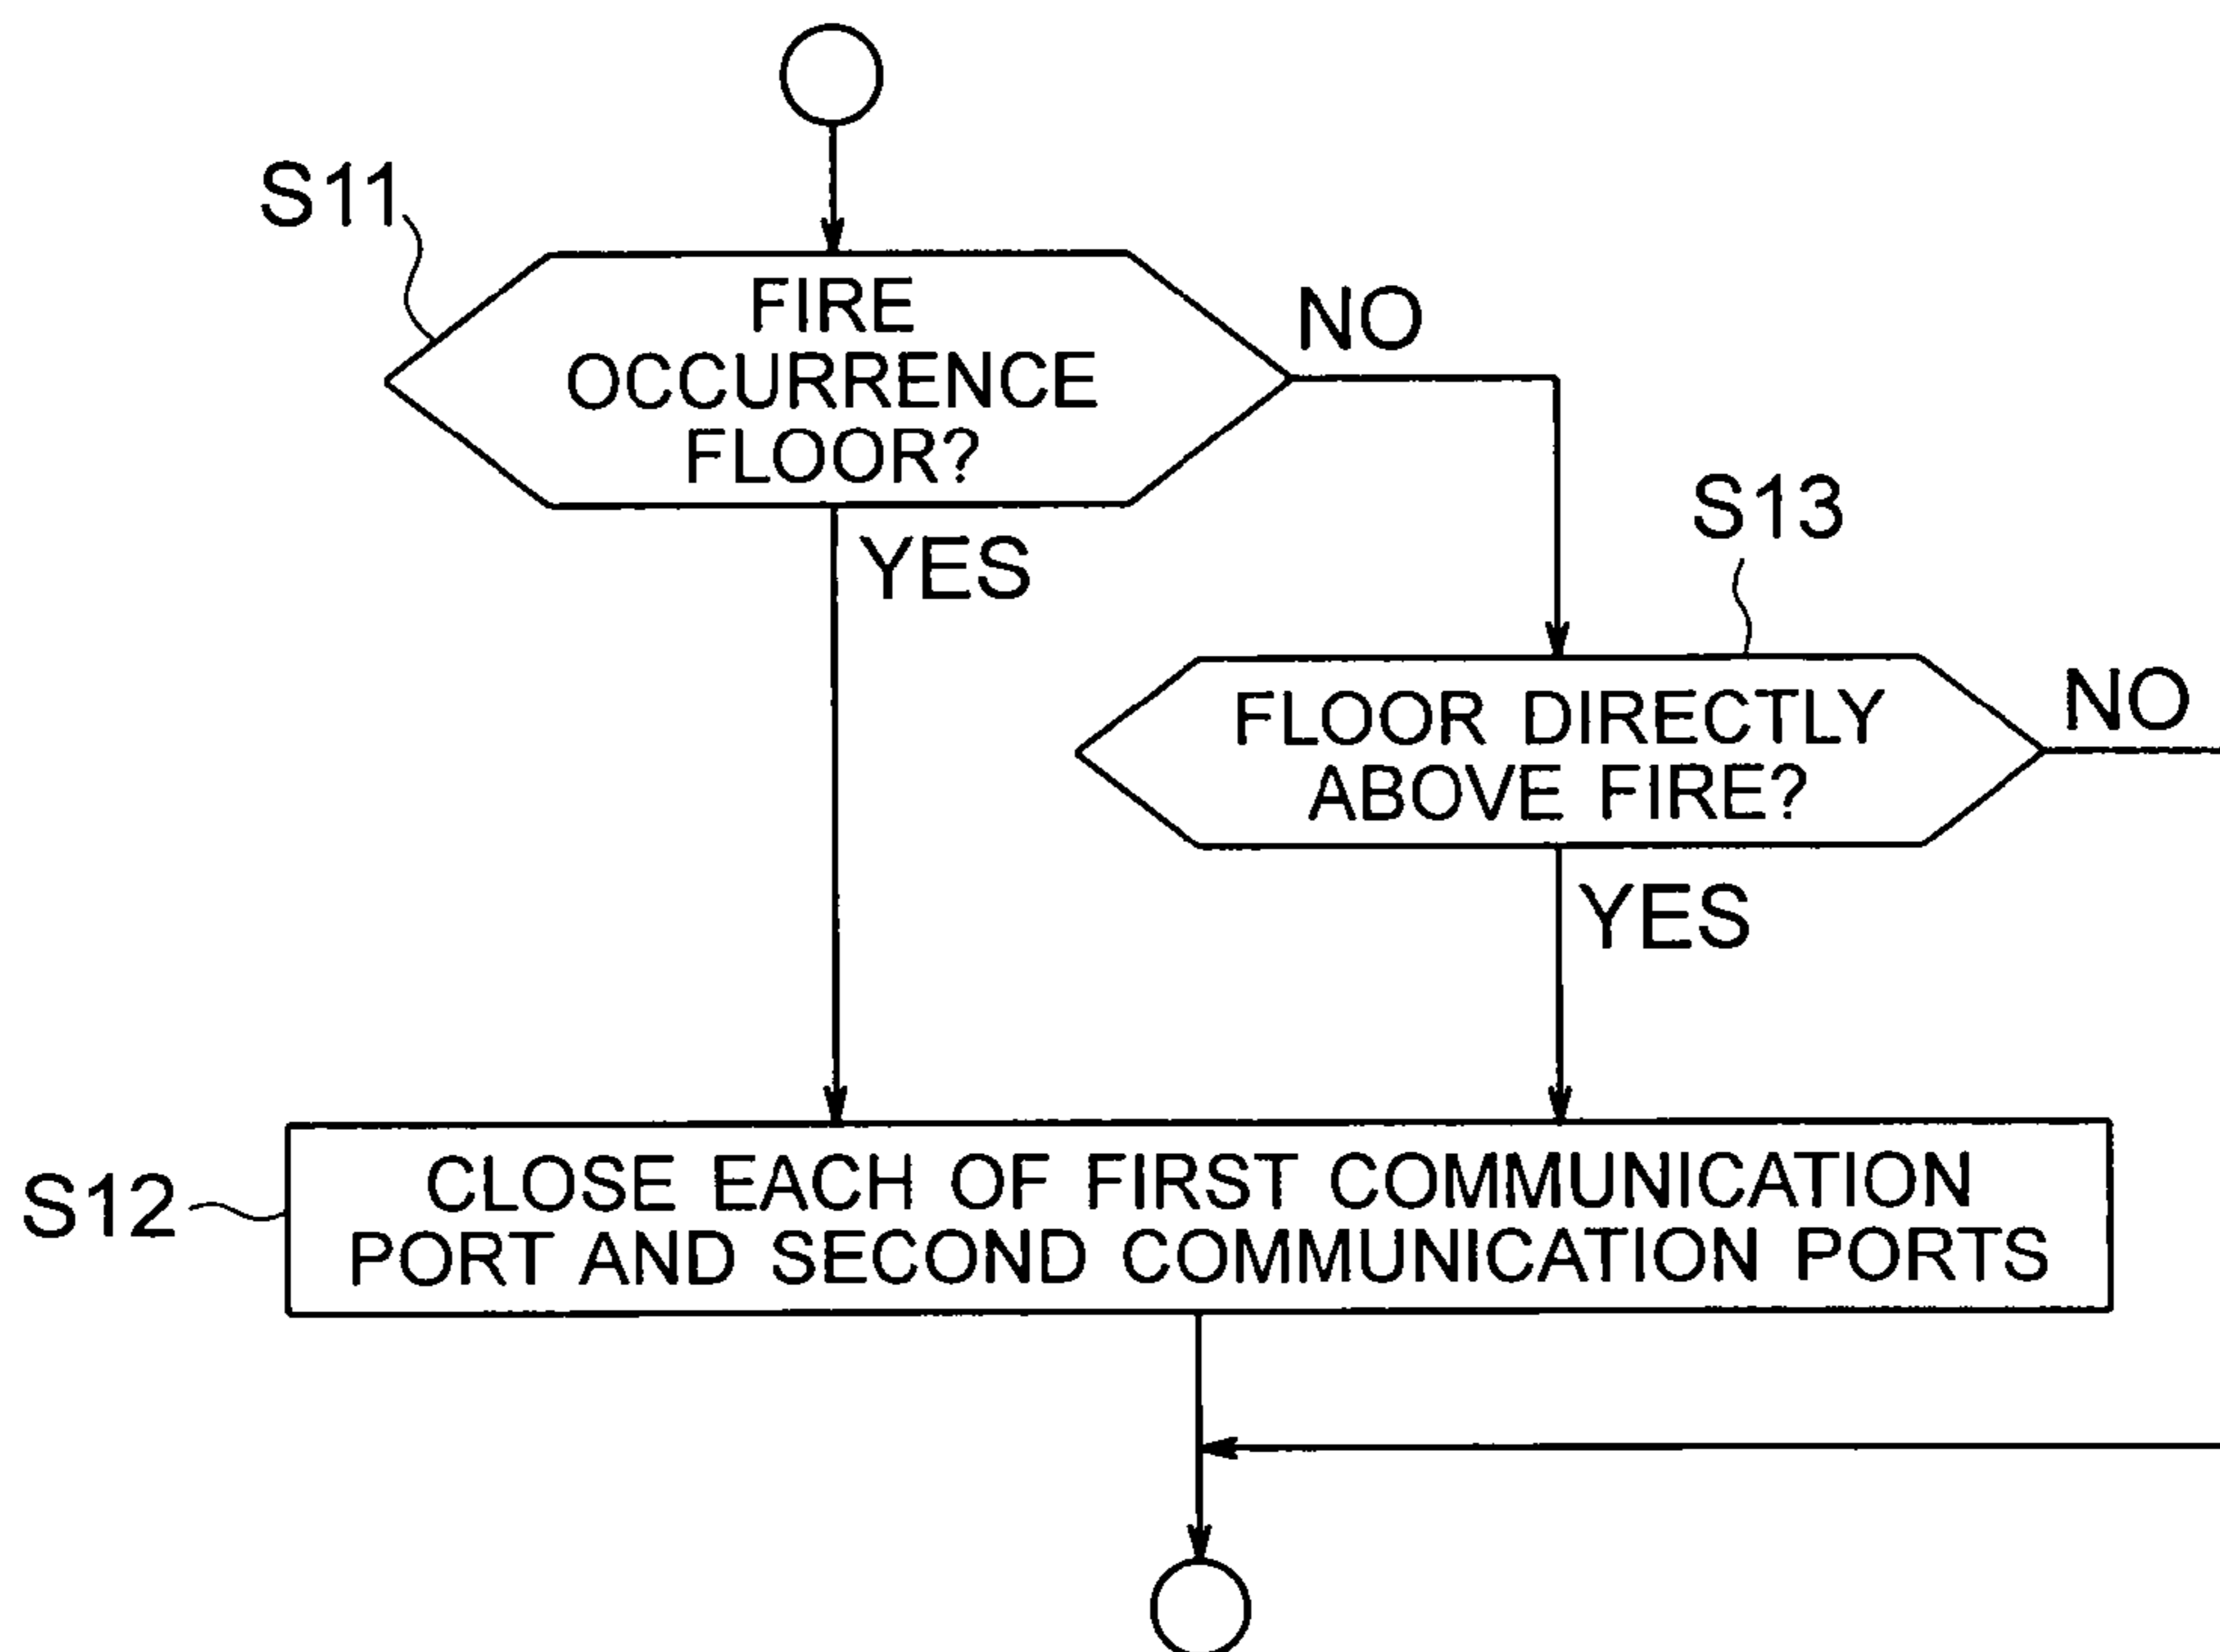 S11
FIRE
OCCURRENCE
FLOOR?
NO
YES
S13
FLOOR DIRECTLY
ABOVE FIRE?
NO
YES
S12
CLOSE EACH OF FIRST COMMUNICATION
PORT AND SECOND COMMUNICATION PORTS